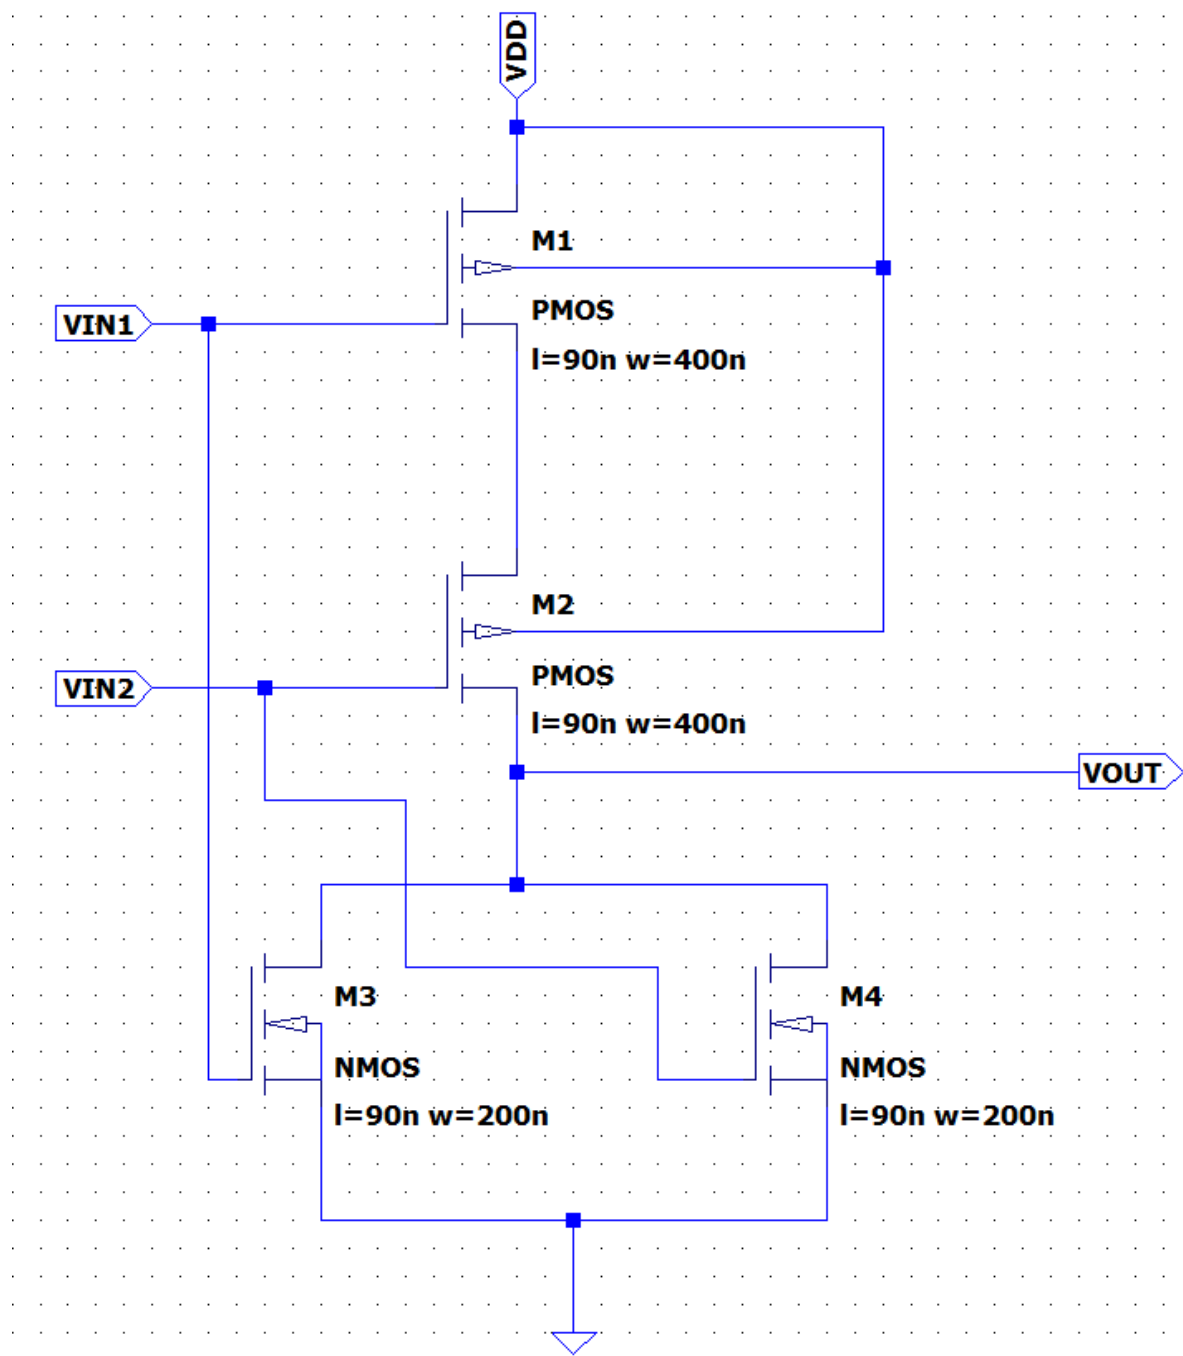 VDD
M1
VIN1
PMOS
l=90n w=400n
M2
VIN2
PMOS
l=90n w=400n
VOUT
M3
M4
NMOS
NMOS
l=90n w=200n
l=90n w=200n